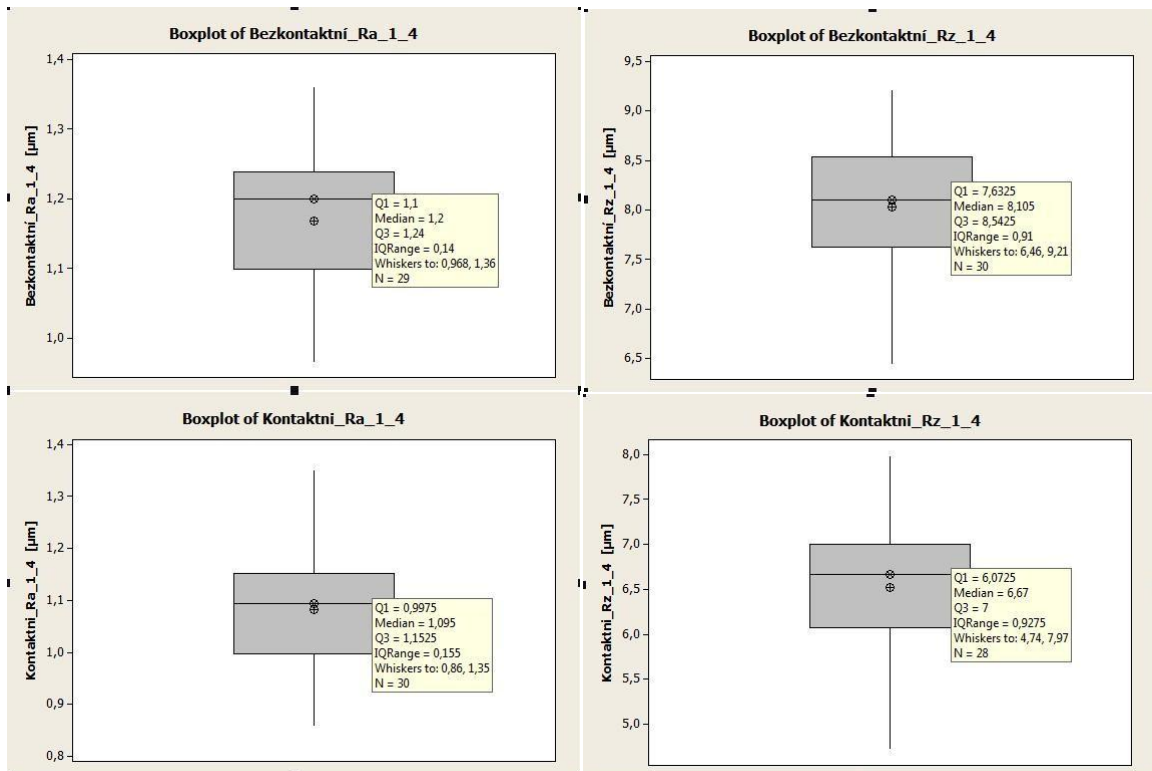 Boxplot of Bezkontaktní_Ra_1_4
1,4
1,3
1,2
1,1
1,0
Bezkontaktní_Ra_1_4 [µm]
Q1 = 1,1
Median = 1,2
Q3 = 1,24
IQRange = 0,14
Whiskers to: 0,968, 1,36
N = 29
Boxplot of Bezkontaktní_Rz_1_4
9,5
9,0
8,5
8,0
7,5
7,0
6,5
Bezkontaktní_Rz_1_4 [µm]
Q1 = 7,6325
Median = 8,105
Q3 = 8,5425
IQRange = 0,91
Whiskers to: 6,46, 9,21
N = 30
Boxplot of Kontaktni_Ra_1_4
1,4
1,3
1,2
1,1
1,0
0,9
0,8
Kontaktni_Ra_1_4 [µm]
Q1 = 0,9975
Median = 1,095
Q3 = 1,1525
IQRange = 0,155
Whiskers to: 0,86, 1,35
N = 30
Boxplot of Kontaktni_Rz_1_4
8,0
7,5
7,0
6,5
6,0
5,5
5,0
Kontaktni_Rz_1_4 [µm]
Q1 = 6,0725
Median = 6,67
Q3 = 7
IQRange = 0,9275
Whiskers to: 4,74, 7,97
N = 28